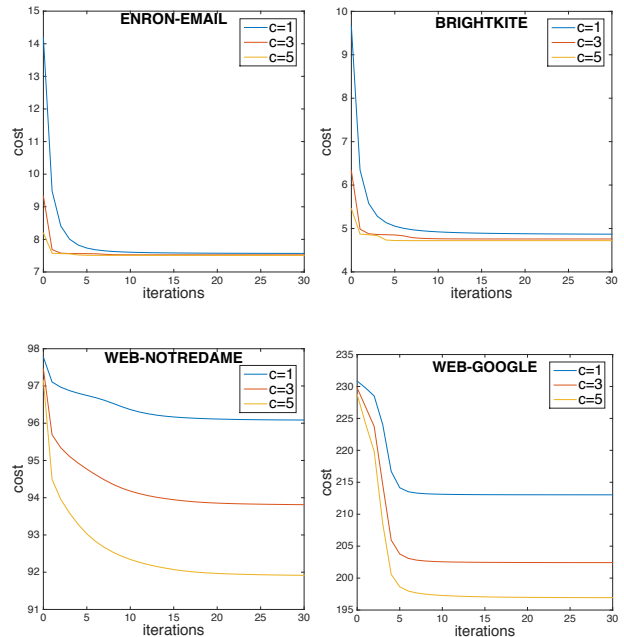 ENRON-EMAIL
c=1
c=3
c=5
15
14
13
12
11
10
9
8
7
cost
0 5 10 15 20 25 30
iterations
BRIGHTKITE
c=1
c=3
c=5
10
9
8
7
6
5
4
cost
0 5 10 15 20 25 30
iterations
WEB-NOTREDAME
c=1
c=3
c=5
98
97
96
95
94
93
92
91
cost
0 5 10 15 20 25 30
iterations
WEB-GOOGLE
c=1
c=3
c=5
235
230
225
220
215
210
205
200
195
cost
0 5 10 15 20 25 30
iterations